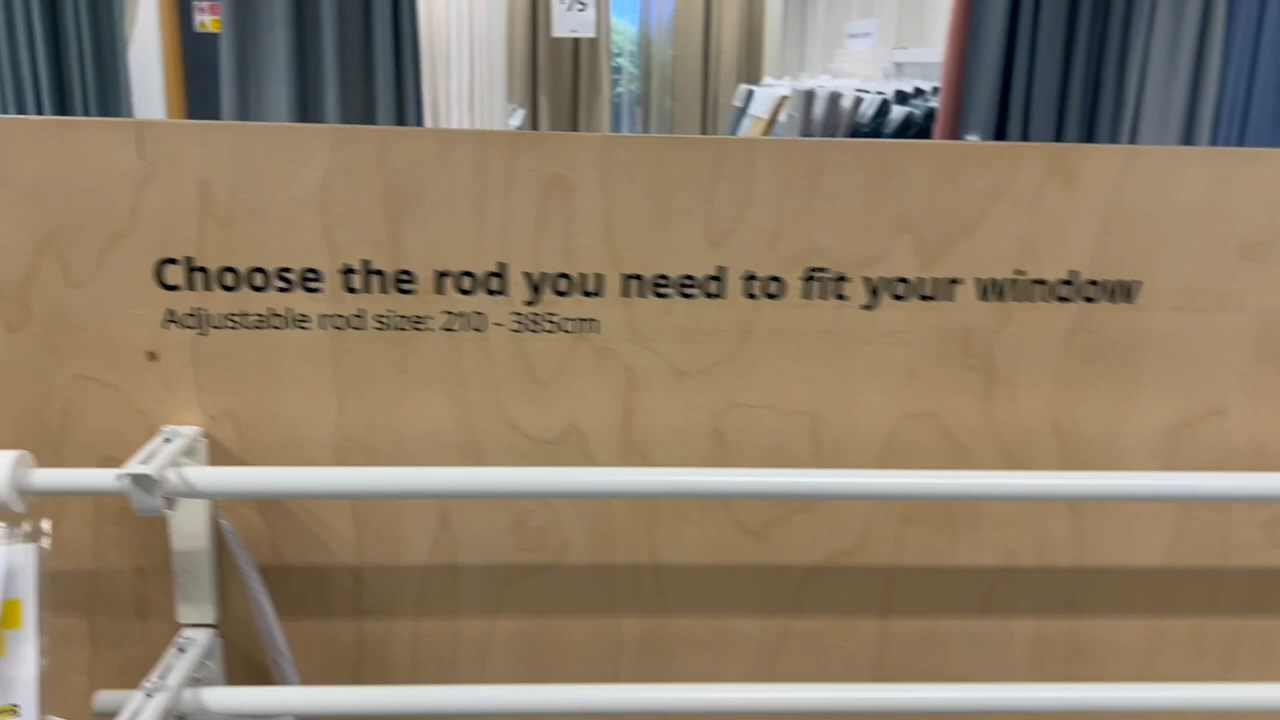 Choose the rod you need to fit your window
Adjustable rod size: 210 - 385cm